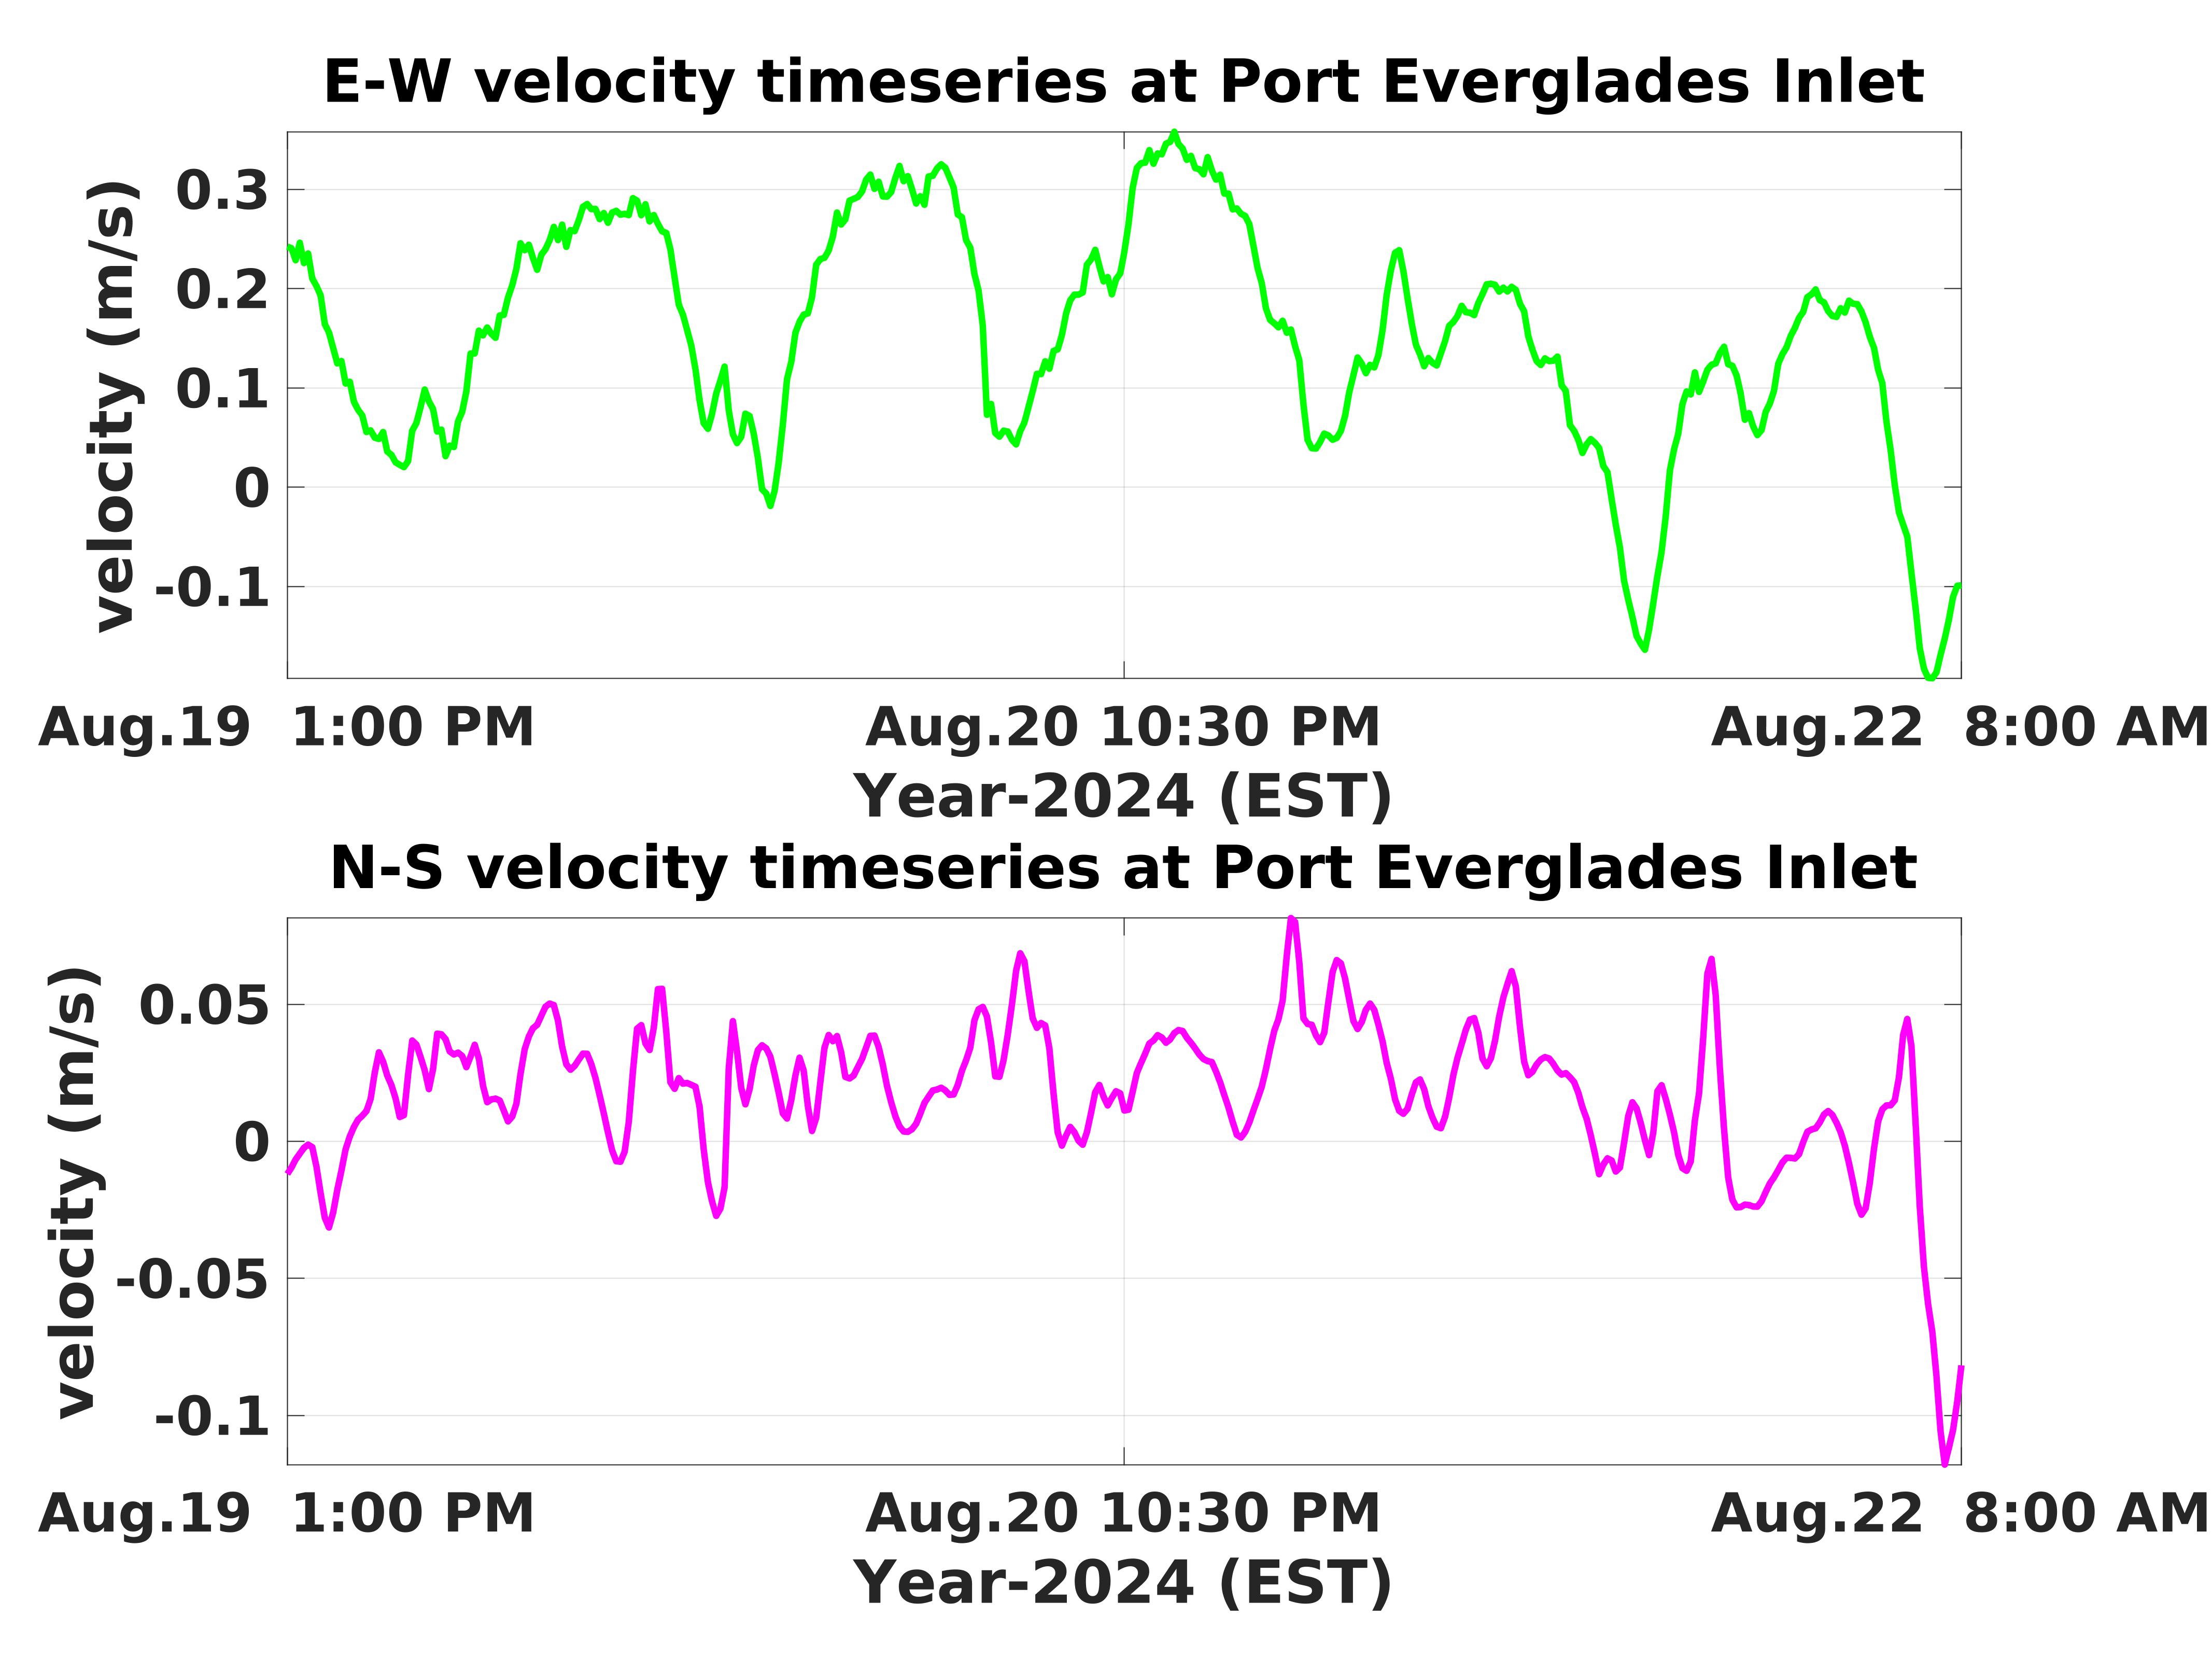 E-W velocity timeseries at Port Everglades Inlet
velocity (m/s)
0.3
0.2
0.1
0
-0.1
Aug.19 1:00 PM
Aug.20 10:30 PM
Aug.22 8:00 AM
Year-2024 (EST)
N-S velocity timeseries at Port Everglades Inlet
velocity (m/s)
0.05
0
-0.05
-0.1
Aug.19 1:00 PM
Aug.20 10:30 PM
Aug.22 8:00 AM
Year-2024 (EST)